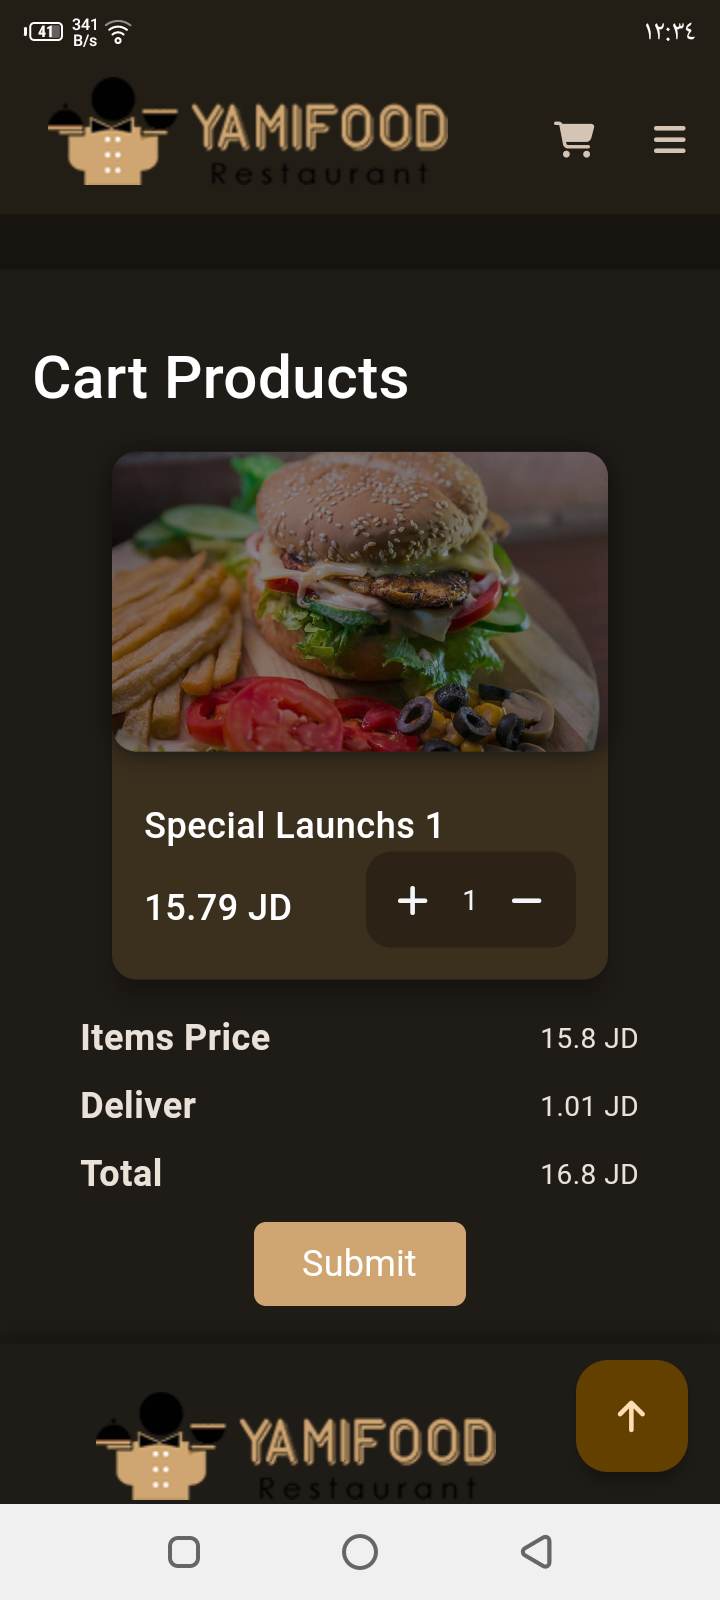 41
341
B/s
١٢:٣٤
YAMIFOOD
Restaurant
Cart Products
Special Launchs 1
15.79 JD
1
Items Price
15.8 JD
Deliver
1.01 JD
Total
16.8 JD
Submit
YAMIFOOD
Restaurant